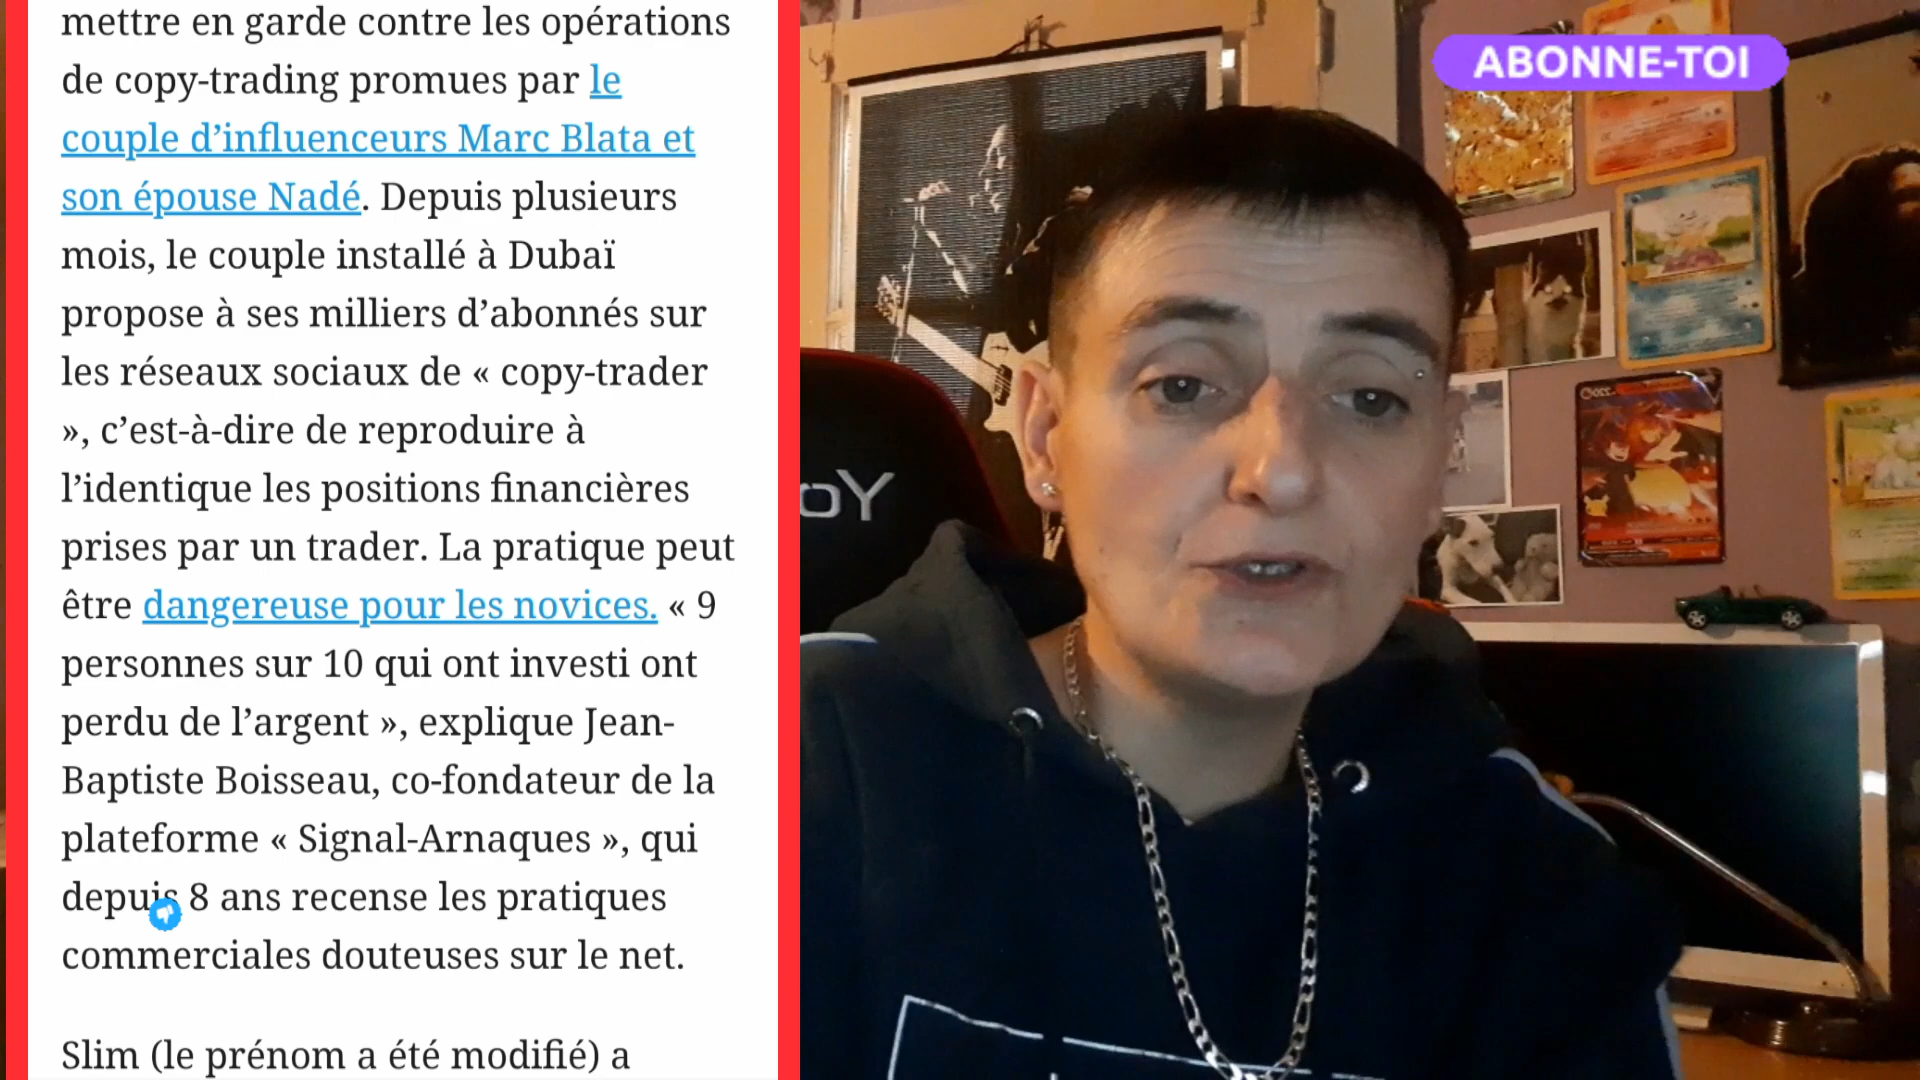 mettre en garde contre les opérations
de copy-trading promues par le
couple d’influenceurs Marc Blata et
son épouse Nadé. Depuis plusieurs
mois, le couple installé à Dubaï
propose à ses milliers d’abonnés sur
les réseaux sociaux de « copy-trader
», c’est-à-dire de reproduire à
l’identique les positions financières
prises par un trader. La pratique peut
être dangereuse pour les novices. « 9
personnes sur 10 qui ont investi ont
perdu de l’argent », explique Jean-
Baptiste Boisseau, co-fondateur de la
plateforme « Signal-Arnaques », qui
depuis 8 ans recense les pratiques
commerciales douteuses sur le net.
Slim (le prénom a été modifié) a
ABONNE-TOI